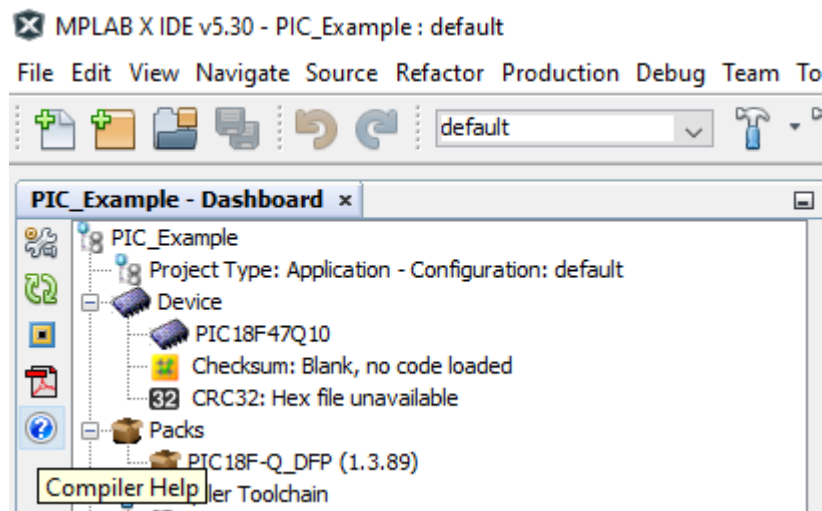 MPLAB X IDE v5.30 - PIC_Example : default
File Edit View Navigate Source Refactor Production Debug Team To
default
PIC_Example - Dashboard
PIC_Example
Project Type: Application - Configuration: default
Device
PIC18F47Q10
Checksum: Blank, no code loaded
32 CRC32: Hex file unavailable
Packs
PIC18F-Q_DFP (1.3.89)
Compiler Help ler Toolchain